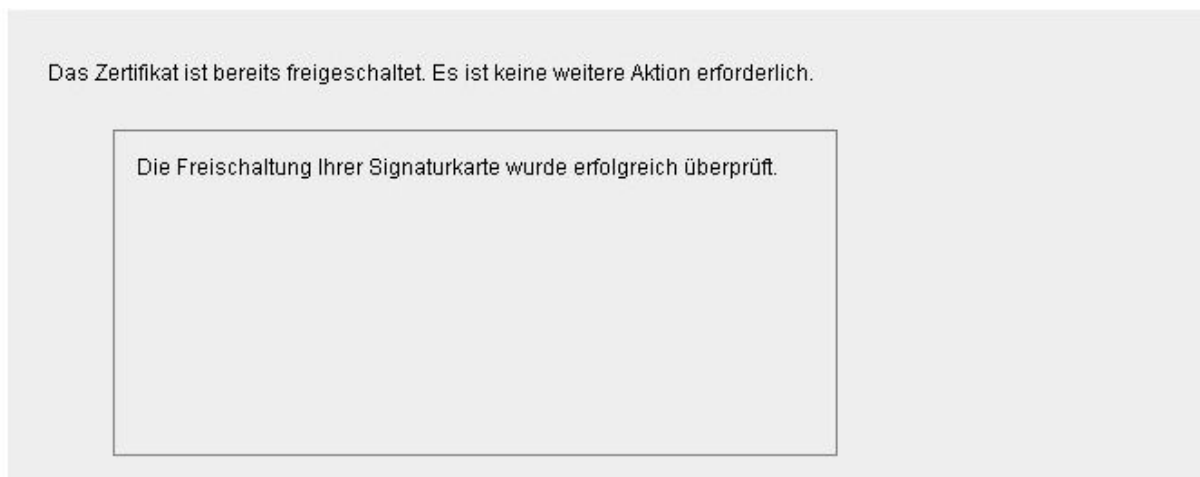 Das Zertifikat ist bereits freigeschaltet. Es ist keine weitere Aktion erforderlich.
Die Freischaltung Ihrer Signaturkarte wurde erfolgreich überprüft.